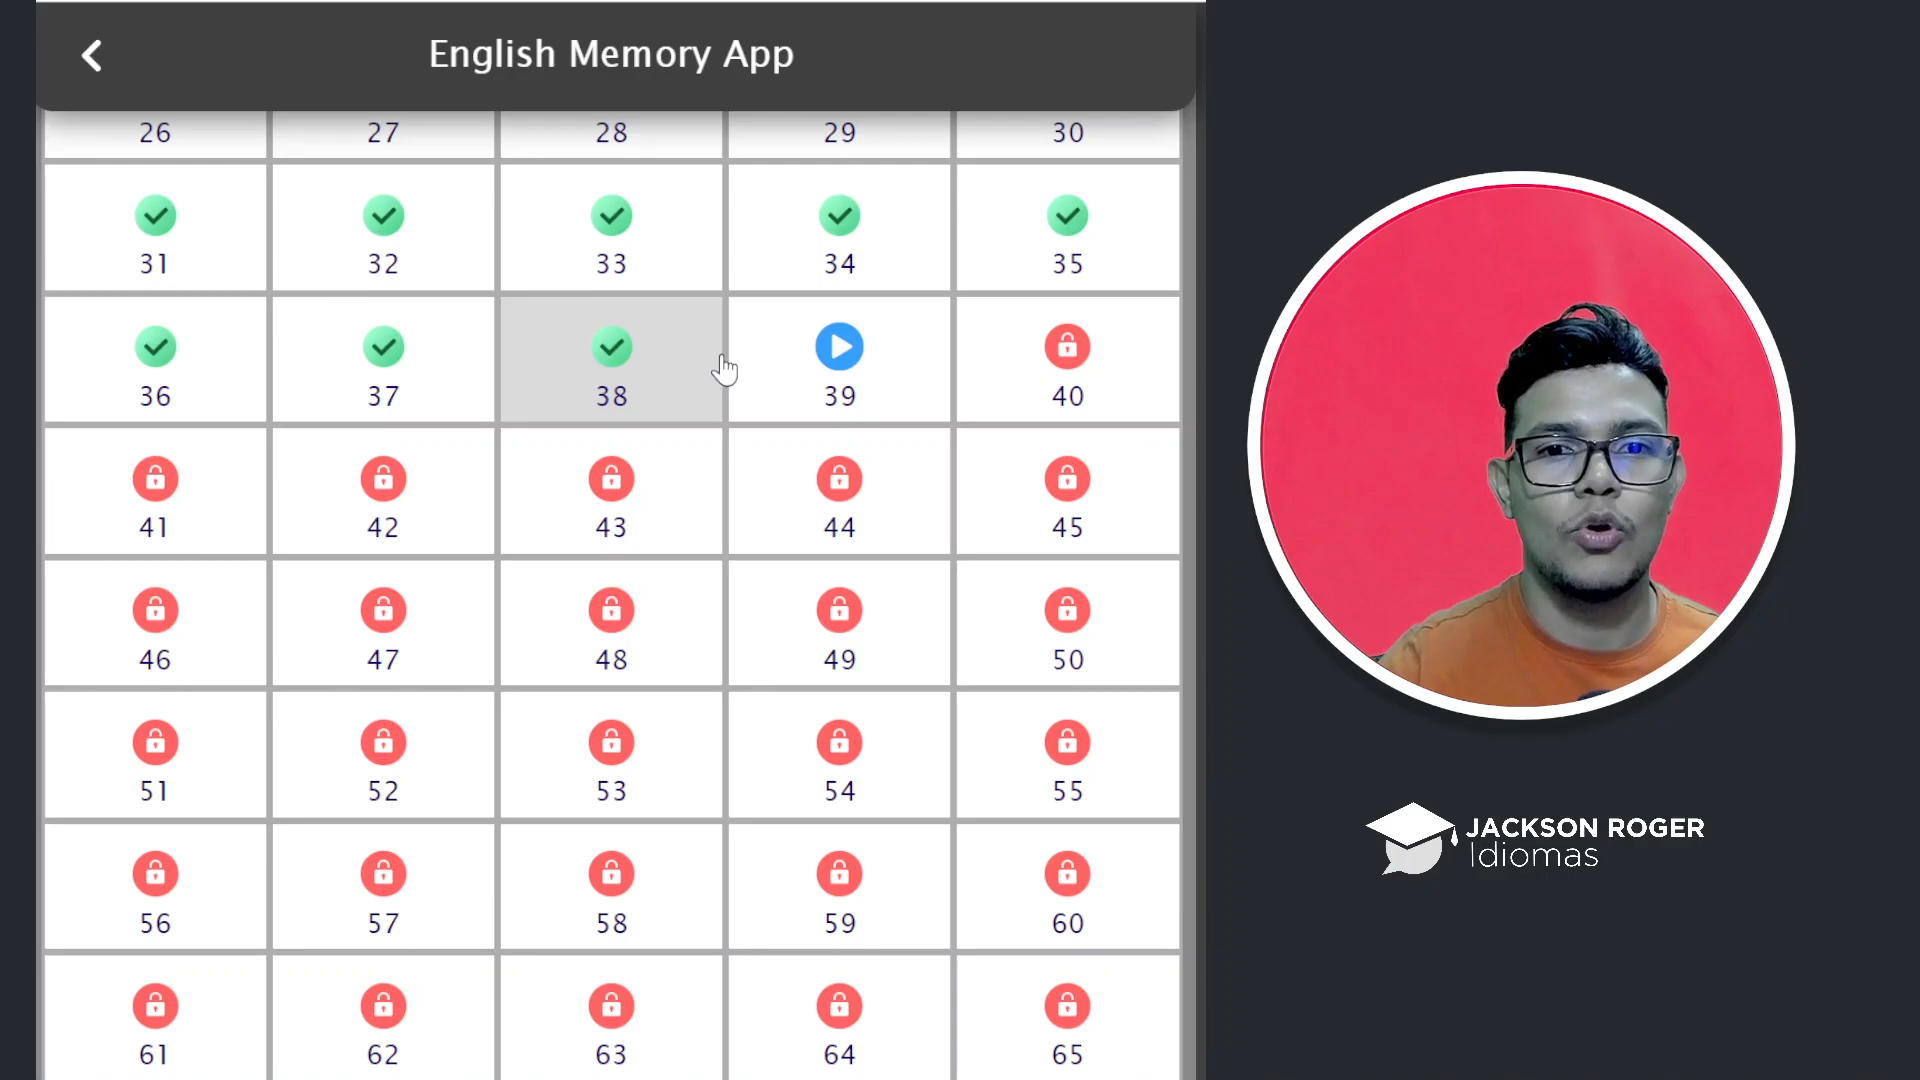 English Memory App
26 27 28 29 30
31 32 33 34 35
36 37 38 39 40
41 42 43 44 45
46 47 48 49 50
51 52 53 54 55
56 57 58 59 60
61 62 63 64 65
JACKSON ROGER
Idiomas